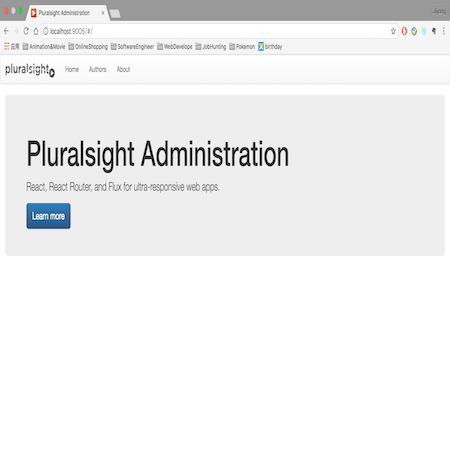 Pluralsight Administration
localhost:9005/#/
应用 Animation&Movie OnlineShopping SoftwareEngineer WebDevelope JobHunting Pokemon birthday
pluralsight Home Authors About
Pluralsight Administration
React, React Router, and Flux for ultra-responsive web apps.
Learn more